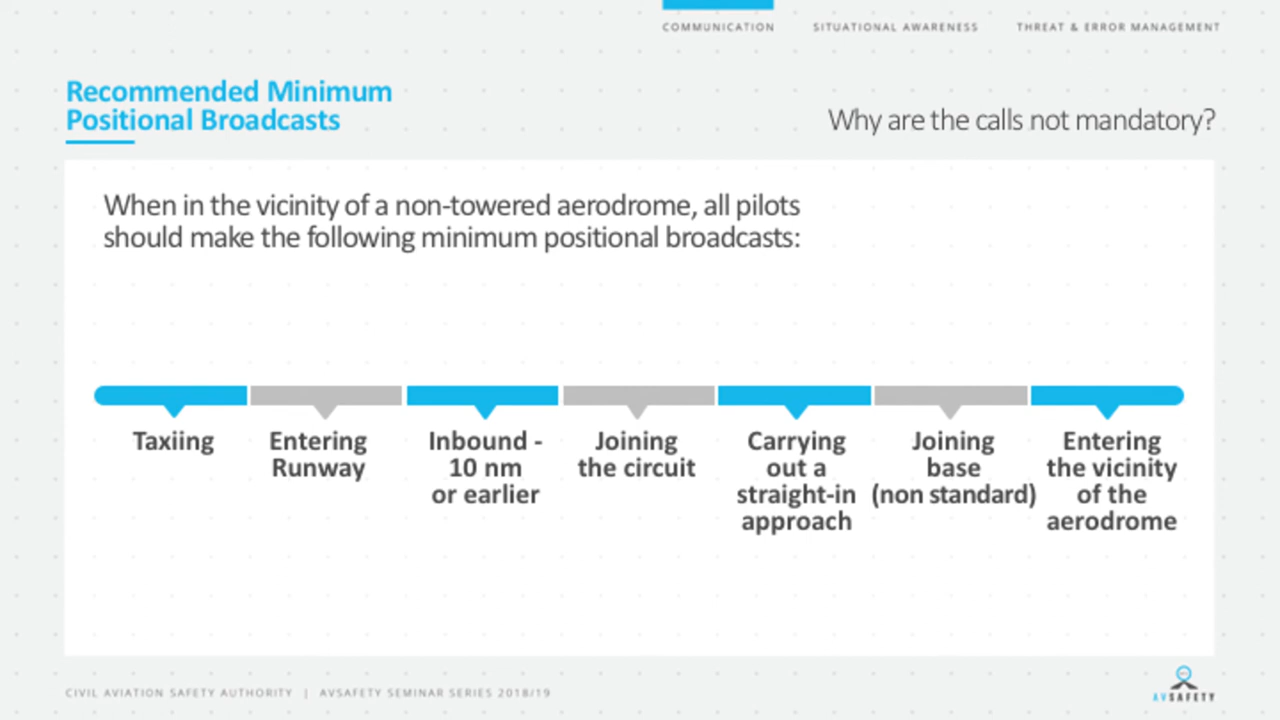 COMMUNICATION SITUATIONAL AWARENESS THREAT & ERROR MANAGEMENT
Recommended Minimum
Positional Broadcasts
Why are the calls not mandatory?
When in the vicinity of a non-towered aerodrome, all pilots
should make the following minimum positional broadcasts:
Taxiing
Entering
Runway
Inbound -
10 nm
or earlier
Joining
the circuit
Carrying
out a
straight-in
approach
Joining
base
(non standard)
Entering
the vicinity
of the
aerodrome
CIVIL AVIATION SAFETY AUTHORITY | AVSAFETY SEMINAR SERIES 2018/19
AVSAFETY